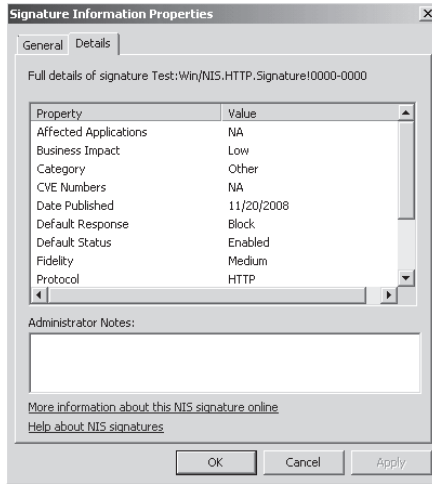 Signature Information Properties
General Details
Full details of signature Test:Win/NIS.HTTP.Signature!0000-0000
Property Value
Affected Applications NA
Business Impact Low
Category Other
CVE Numbers NA
Date Published 11/20/2008
Default Response Block
Default Status Enabled
Fidelity Medium
Protocol HTTP
Administrator Notes:
More information about this NIS signature online
Help about NIS signatures
OK Cancel Apply